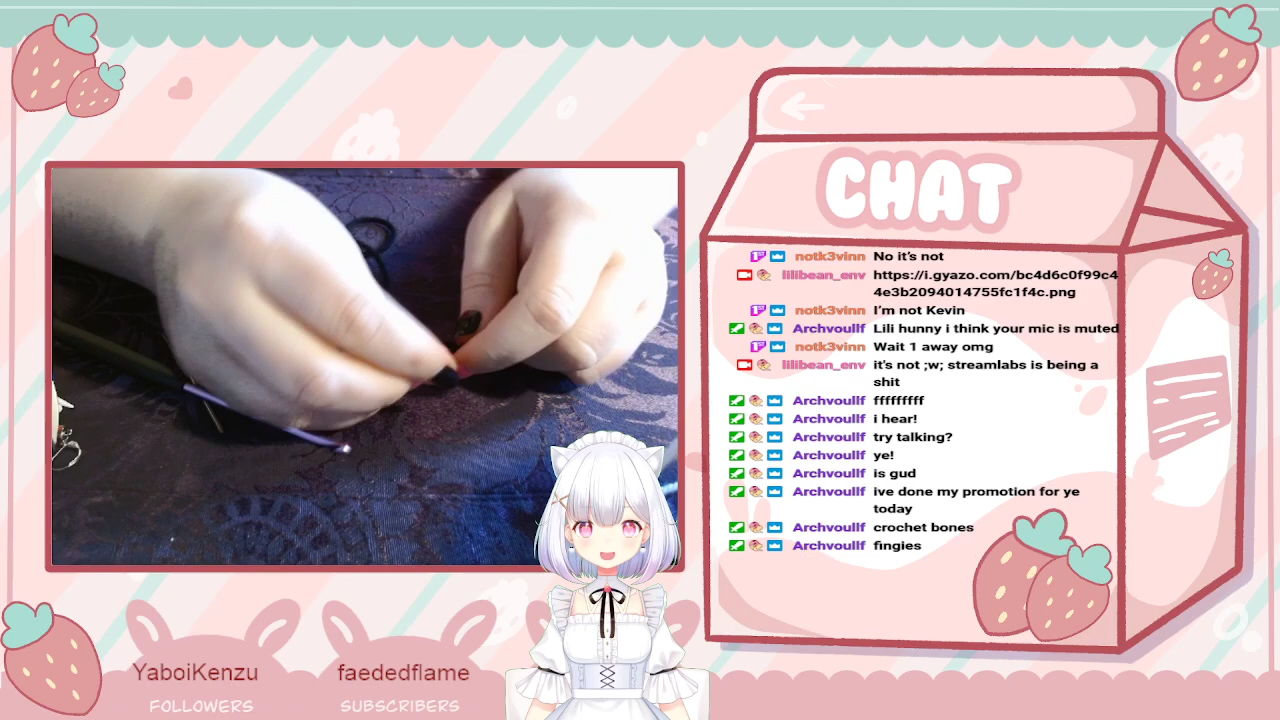 CHAT
notk3vinn No it's not
lilibean_env https://i.gyazo.com/bc4d6c0f99c4
4e3b2094014755fc1f4c.png
notk3vinn I'm not Kevin
Archvoullf Lili hunny i think your mic is muted
notk3vinn Wait 1 away omg
lilibean_env it's not ;w; streamlabs is being a
shit
Archvoullf fffffffff
Archvoullf i hear!
Archvoullf try talking?
Archvoullf ye!
Archvoullf is gud
Archvoullf ive done my promotion for ye
today
Archvoullf crochet bones
Archvoullf fingies
YaboiKenzu
FOLLOWERS
faededflame
SUBSCRIBERS